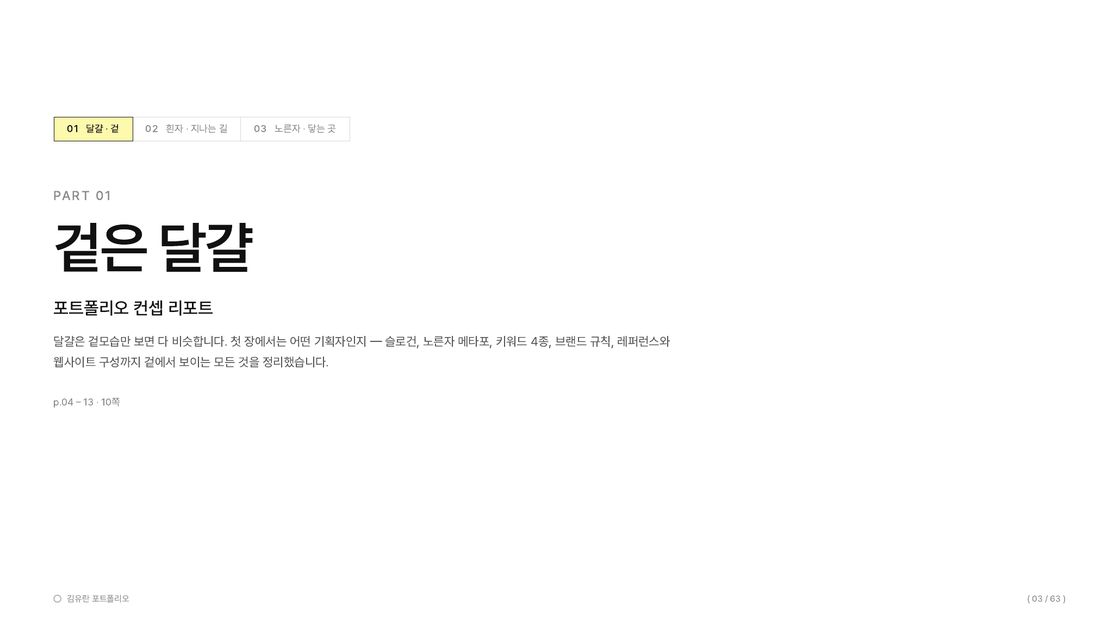 01 달걀 · 겉 02 흰자 · 지나는 길 03 노른자 · 닿는 곳
PART 01
겉은 달걀
포트폴리오 컨셉 리포트
달걀은 겉모습만 보면 다 비슷합니다. 첫 장에서는 어떤 기획자인지 — 슬로건, 노른자 메타포, 키워드 4종, 브랜드 규칙, 레퍼런스와
웹사이트 구성까지 겉에서 보이는 모든 것을 정리했습니다.
p.04 – 13 · 10쪽
김유란 포트폴리오
( 03 / 63 )